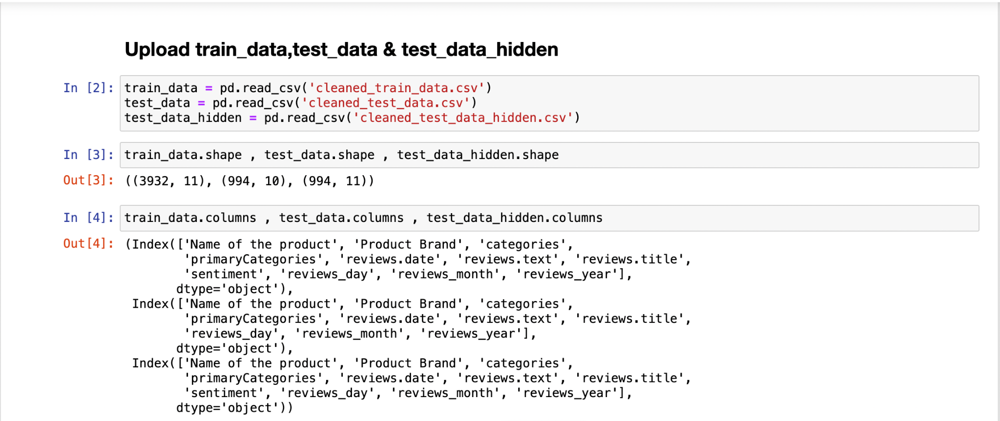 Upload train_data,test_data & test_data_hidden
In [2]: train_data = pd.read_csv('cleaned_train_data.csv')
test_data = pd.read_csv('cleaned_test_data.csv')
test_data_hidden = pd.read_csv('cleaned_test_data_hidden.csv')
In [3]: train_data.shape , test_data.shape , test_data_hidden.shape
Out[3]: ((3932, 11), (994, 10), (994, 11))
In [4]: train_data.columns , test_data.columns , test_data_hidden.columns
Out[4]: (Index(['Name of the product', 'Product Brand', 'categories',
'primaryCategories', 'reviews.date', 'reviews.text', 'reviews.title',
'sentiment', 'reviews_day', 'reviews_month', 'reviews_year'],
dtype='object'),
Index(['Name of the product', 'Product Brand', 'categories',
'primaryCategories', 'reviews.date', 'reviews.text', 'reviews.title',
'reviews_day', 'reviews_month', 'reviews_year'],
dtype='object'),
Index(['Name of the product', 'Product Brand', 'categories',
'primaryCategories', 'reviews.date', 'reviews.text', 'reviews.title',
'sentiment', 'reviews_day', 'reviews_month', 'reviews_year'],
dtype='object'))